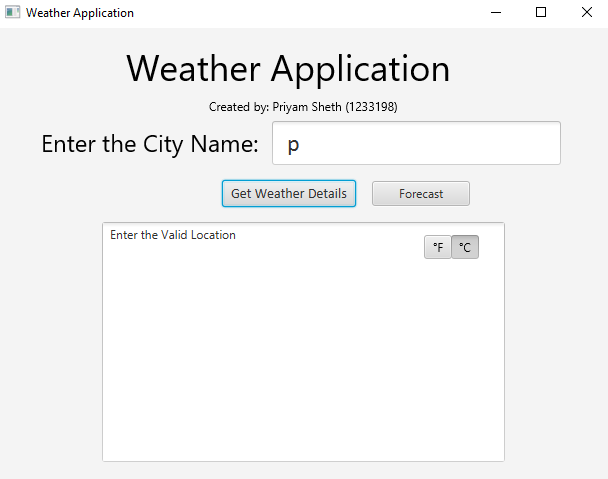 Weather Application
Weather Application
Created by: Priyam Sheth (1233198)
Enter the City Name: p
Get Weather Details Forecast
Enter the Valid Location °F °C